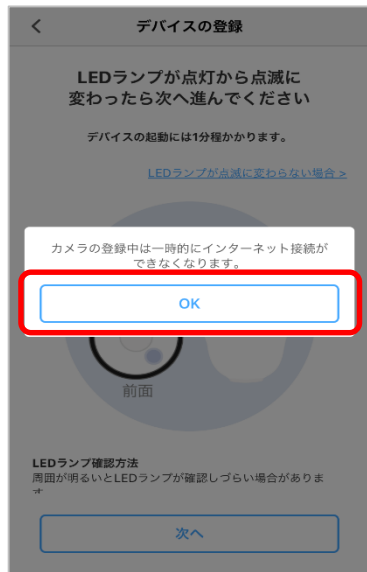 デバイスの登録
LEDランプが点灯から点滅に
変わったら次へ進んでください
デバイスの起動には1分程かかります。
LEDランプが点滅に変わらない場合 >
カメラの登録中は一時的にインターネット接続が
できなくなります。
OK
前面
LEDランプ確認方法
周囲が明るいとLEDランプが確認しづらい場合がありま
す
次へ